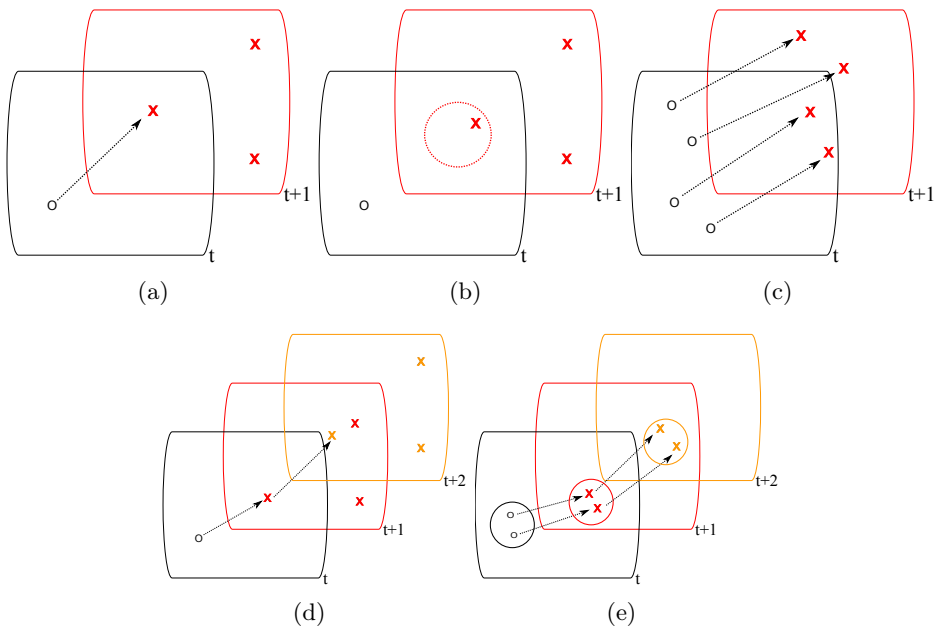 t+1 t+1 t+1
t t t
(a) (b) (c)
t+2 t+2
t+1 t+1
t t
(d) (e)